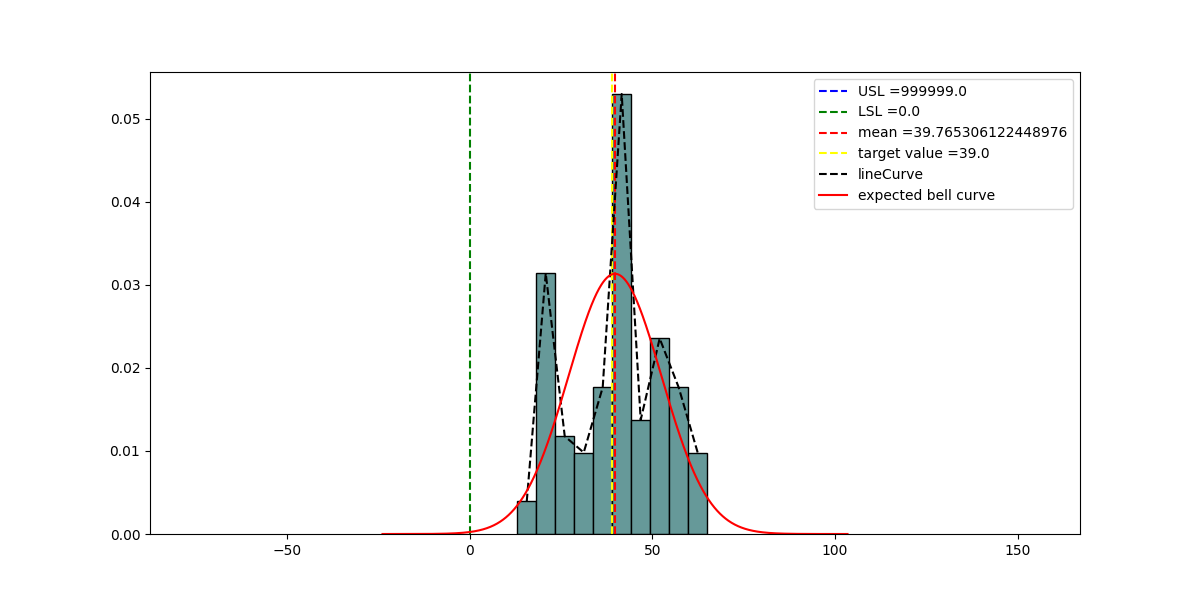 0.05
0.04
0.03
0.02
0.01
0.00
−50
0
50
100
150
USL =999999.0
LSL =0.0
mean =39.765306122448976
target value =39.0
lineCurve
expected bell curve